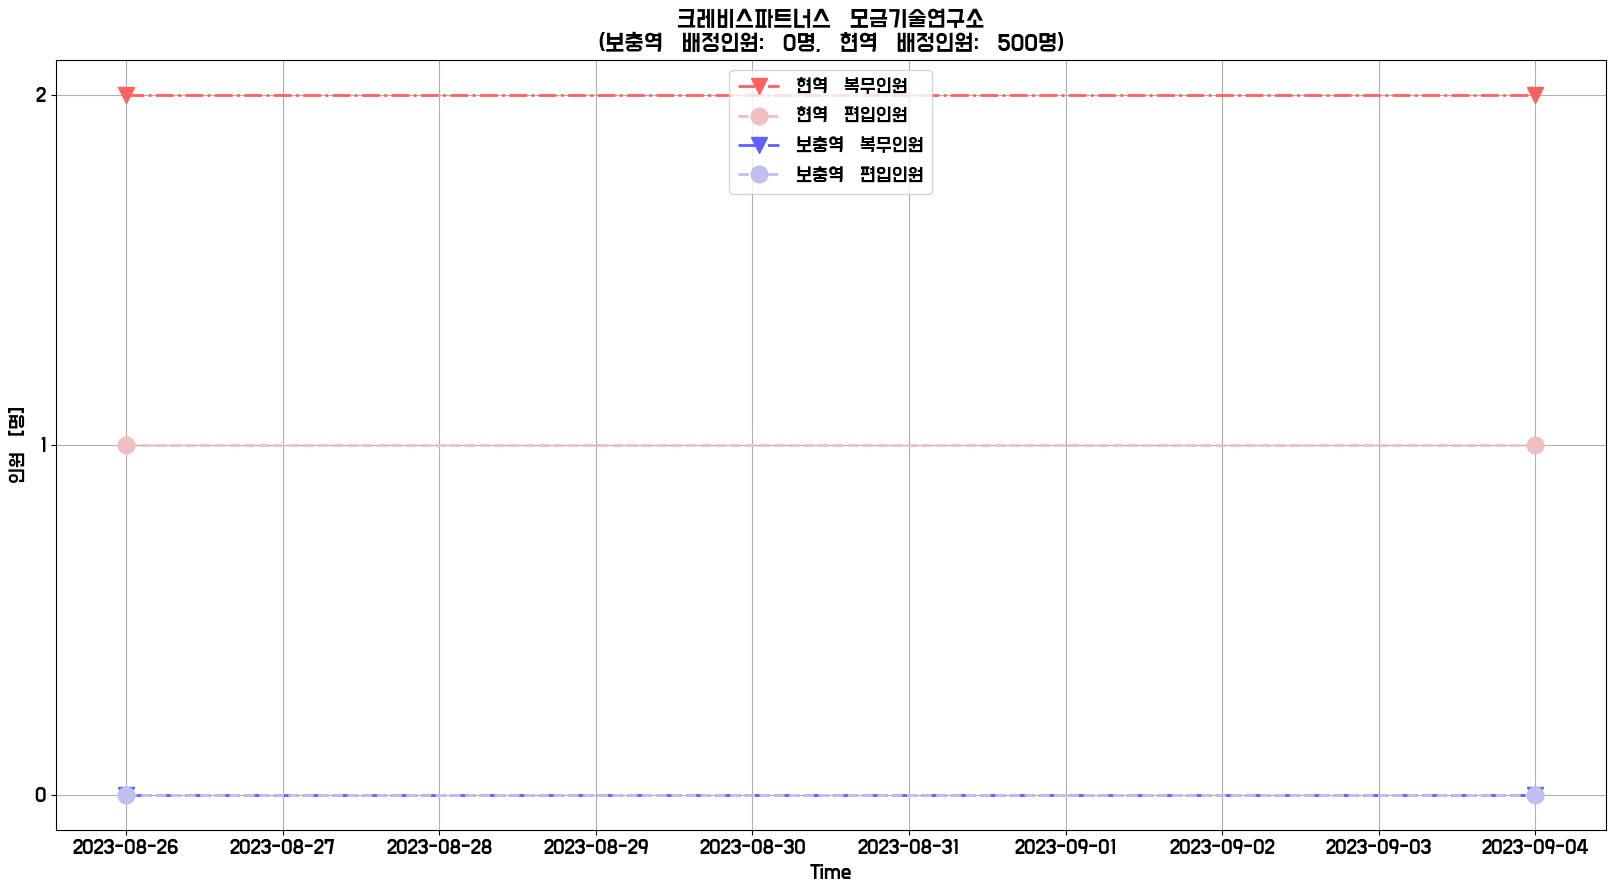 크레비스파트너스 모금기술연구소
(보충역 배정인원: 0명, 현역 배정인원: 500명)
현역 복무인원
현역 편입인원
보충역 복무인원
보충역 편입인원
2
1
0
인원 [명]
2023-08-26 2023-08-27 2023-08-28 2023-08-29 2023-08-30 2023-08-31 2023-09-01 2023-09-02 2023-09-03 2023-09-04
Time